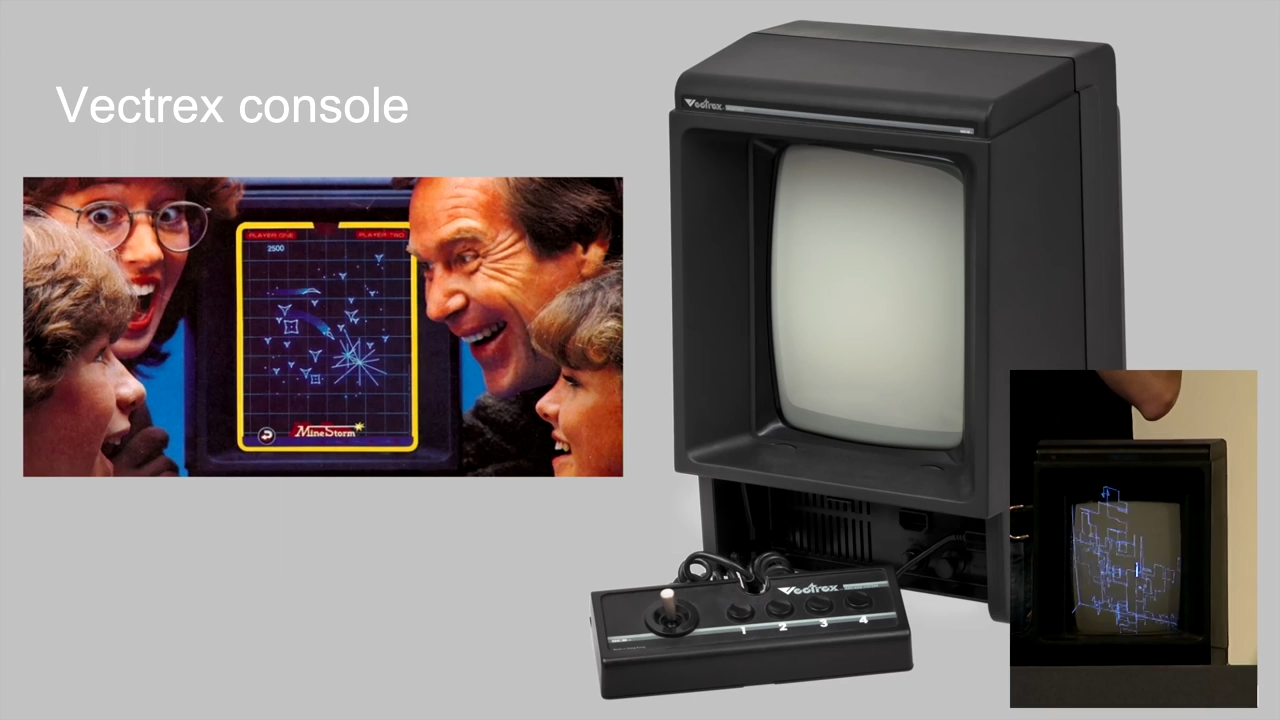 Vectrex console
PLAYER ONE
PLAYER TWO
2500
MineStorm
Vectrex
Vectrex
1 2 3 4